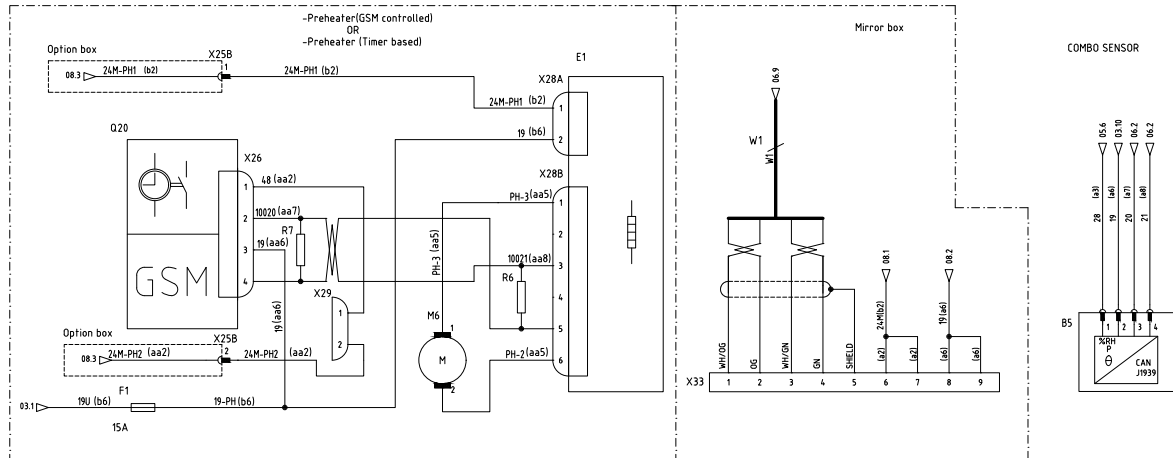 -Preheater(GSM controlled)
OR
-Preheater (Timer based)
Option box
08.3
24M-PH1 (b2)
X25B
1
24M-PH1 (b2)
Q20
GSM
X26
1
2
3
4
48 (aa2)
10020 (aa7)
19 (aa6)
R7
19 (aa6)
X29
1
2
Option box
08.3
24M-PH2 (aa2)
X25B
2
24M-PH2 (aa2)
03.1
19U (b6)
F1
15A
19-PH (b6)
E1
X28A
24M-PH1 (b2)
1
19 (b6)
2
X28B
PH-3 (aa5)
1
2
PH-3 (aa5)
10021 (aa8)
3
R6
4
5
M6
1
M
2
PH-2 (aa5)
6
Mirror box
06.9
W1
W1
08.1
08.2
24M(b2)
19 (a6)
(a2)
(a2)
(a6)
(a6)
WH/OG
OG
WH/GN
GN
SHIELD
X33
1
2
3
4
5
6
7
8
9
COMBO SENSOR
05.6
03.10
06.2
06.2
28 (a3)
19 (a6)
20 (a7)
21 (a8)
B5
1
2
3
4
%RH
P
θ
CAN
J1939